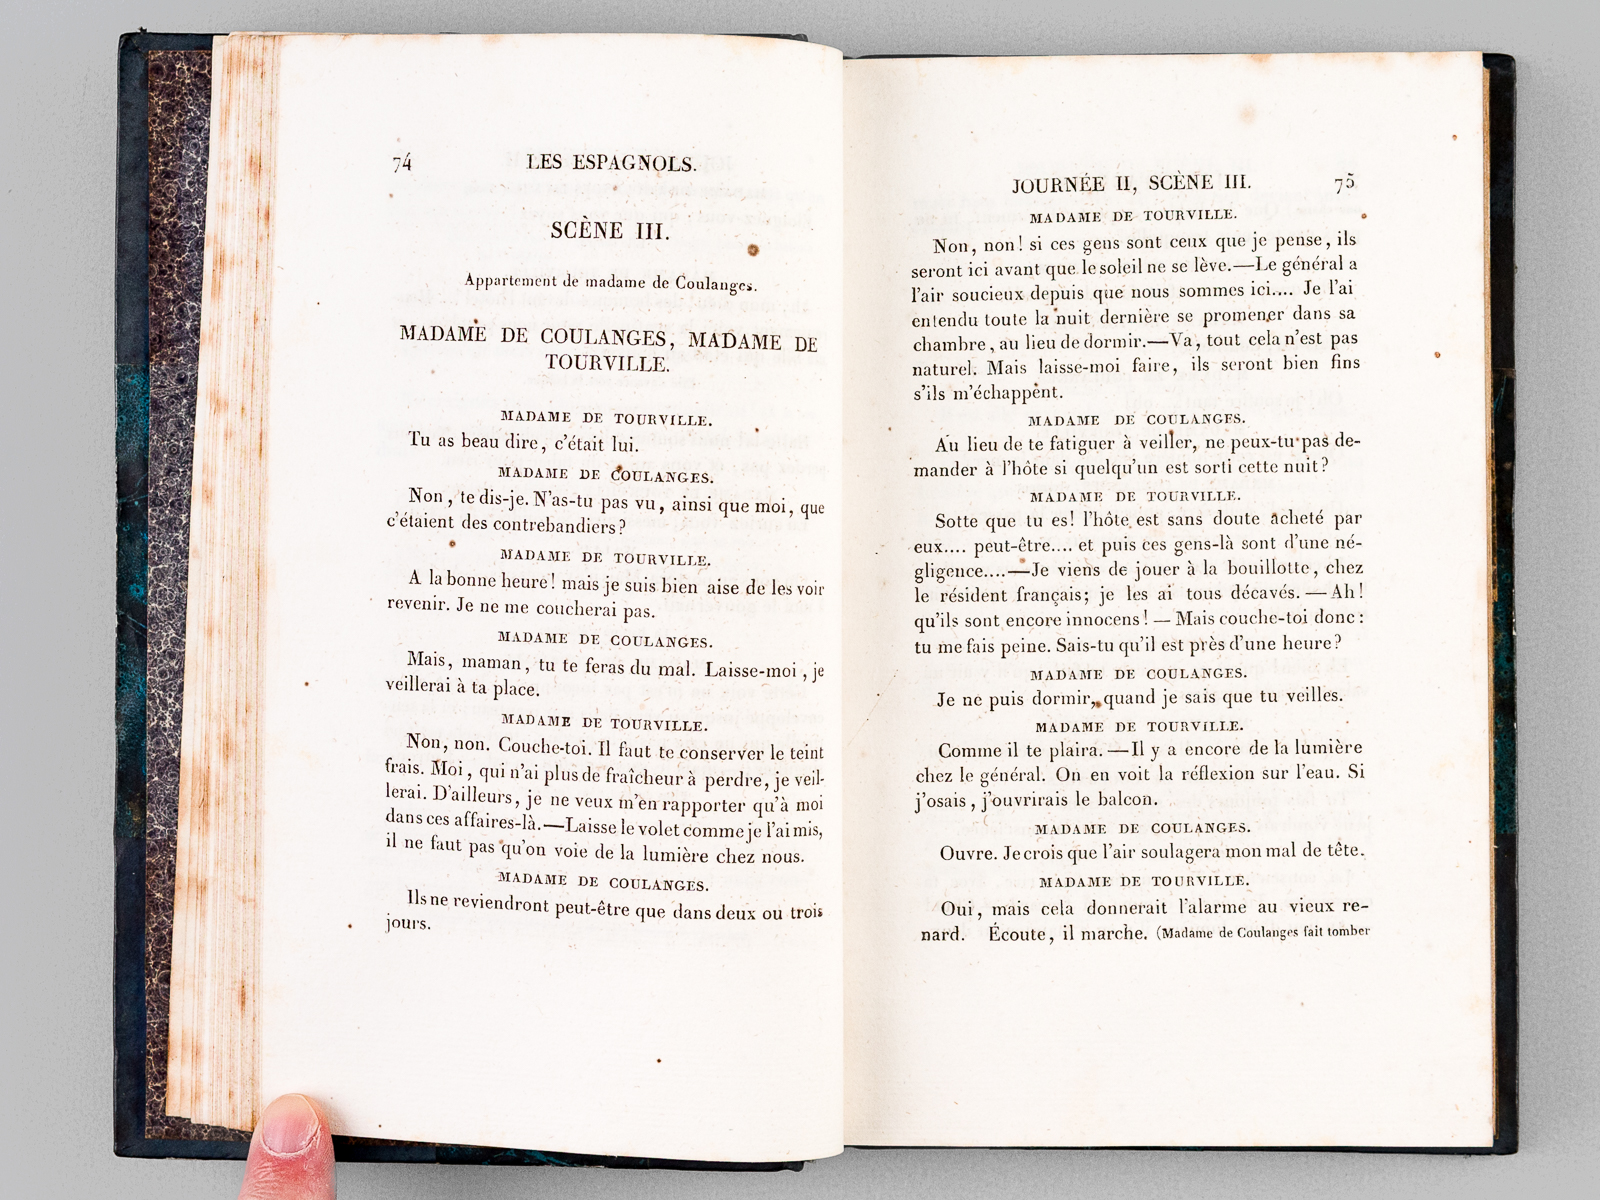 74
LES ESPAGNOLS.
SCÈNE III.
Appartement de madame de Coulanges.
MADAME DE COULANGES, MADAME DE
TOURVILLE.
MADAME DE TOURVILLE.
Tu as beau dire, c'était lui.
MADAME DE COULANGES.
Non, te dis-je. N'as-tu pas vu, ainsi que moi, que
c'étaient des contrebandiers?
MADAME DE TOURVILLE.
A la bonne heure! mais je suis bien aise de les voir
revenir. Je ne me coucherai pas.
MADAME DE COULANGES.
Mais, maman, tu te feras du mal. Laisse-moi, je
veillerai à ta place.
MADAME DE TOURVILLE.
Non, non. Couche-toi. Il faut te conserver le teint
frais. Moi, qui n'ai plus de fraîcheur à perdre, je veil-
lerai. D'ailleurs, je ne veux m'en rapporter qu'à moi
dans ces affaires-là.—Laisse le volet comme je l'ai mis,
il ne faut pas qu'on voie de la lumière chez nous.
MADAME DE COULANGES.
Ils ne reviendront peut-être que dans deux ou trois
jours.
JOURNÉE II, SCÈNE III.
75
MADAME DE TOURVILLE.
Non, non! si ces gens sont ceux que je pense, ils
seront ici avant que le soleil ne se lève.—Le général a
l'air soucieux depuis que nous sommes ici.... Je l'ai
entendu toute la nuit dernière se promener dans sa
chambre, au lieu de dormir.—Va, tout cela n'est pas
naturel. Mais laisse-moi faire, ils seront bien fins
s'ils m'échappent.
MADAME DE COULANGES.
Au lieu de te fatiguer à veiller, ne peux-tu pas de-
mander à l'hôte si quelqu'un est sorti cette nuit?
MADAME DE TOURVILLE.
Sotte que tu es! l'hôte est sans doute acheté par
eux.... peut-être.... et puis ces gens-là sont d'une né-
gligence....—Je viens de jouer à la bouillotte, chez
le résident français; je les ai tous décavés. — Ah!
qu'ils sont encore innocens! — Mais couche-toi donc:
tu me fais peine. Sais-tu qu'il est près d'une heure?
MADAME DE COULANGES.
Je ne puis dormir, quand je sais que tu veilles.
MADAME DE TOURVILLE.
Comme il te plaira. — Il y a encore de la lumière
chez le général. On en voit la réflexion sur l'eau. Si
j'osais, j'ouvrirais le balcon.
MADAME DE COULANGES.
Ouvre. Je crois que l'air soulagera mon mal de tête.
MADAME DE TOURVILLE.
Oui, mais cela donnerait l'alarme au vieux re-
nard. Écoute, il marche. (Madame de Coulanges fait tomber